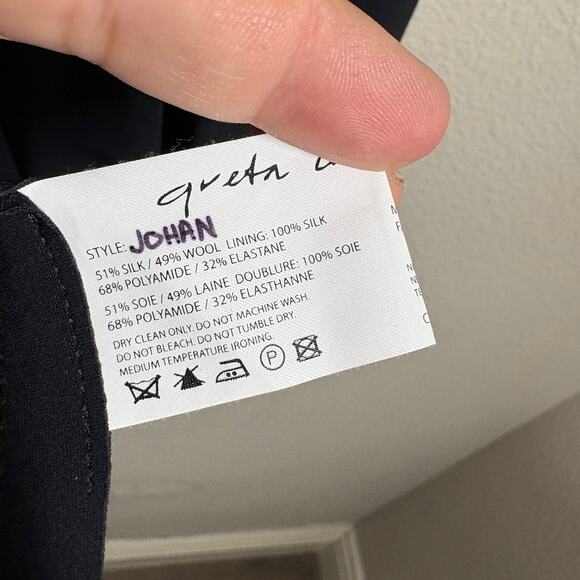 greta
STYLE: JOHAN
51% SILK / 49% WOOL LINING: 100% SILK
68% POLYAMIDE / 32% ELASTANE
51% SOIE / 49% LAINE DOUBLURE: 100% SOIE
68% POLYAMIDE / 32% ELASTHANNE
DRY CLEAN ONLY. DO NOT MACHINE WASH.
DO NOT BLEACH. DO NOT TUMBLE DRY.
MEDIUM TEMPERATURE IRONING.
P